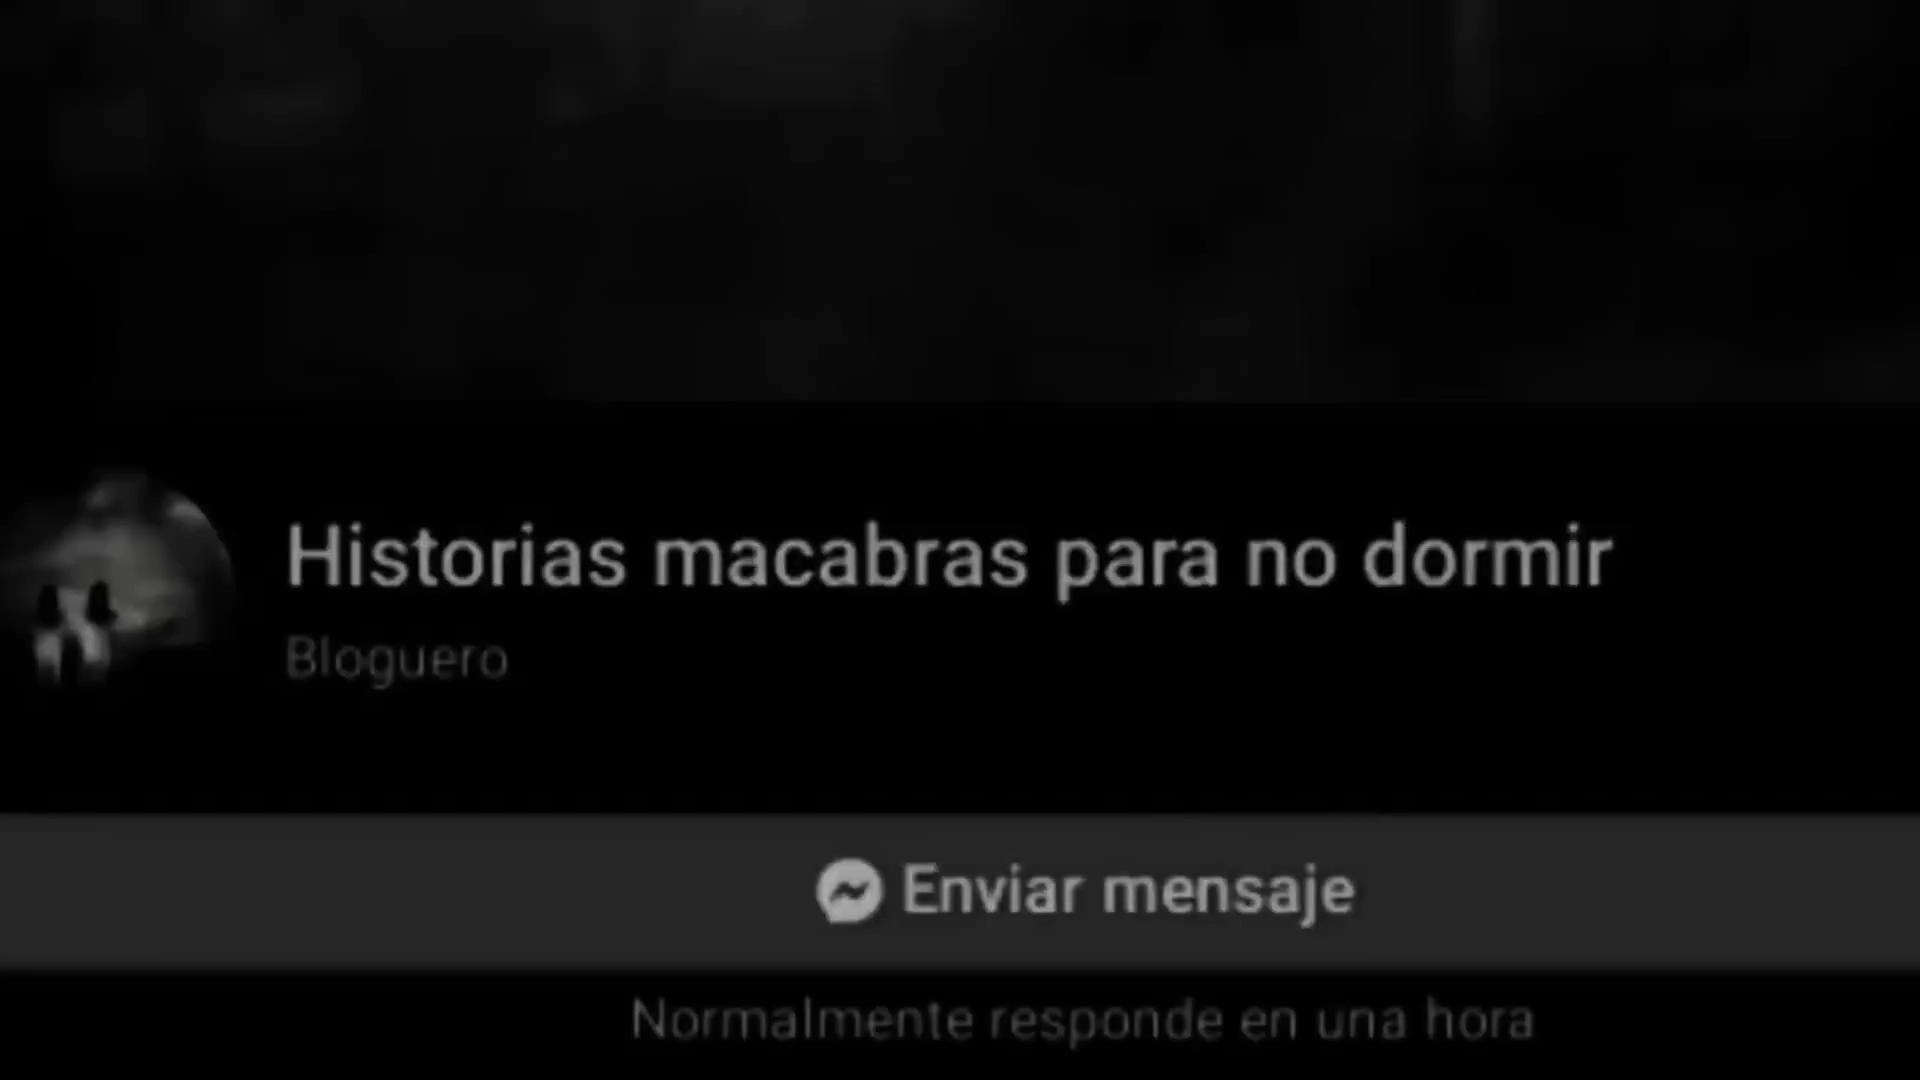 Historias macabras para no dormir
Bloguero
Enviar mensaje
Normalmente responde en una hora